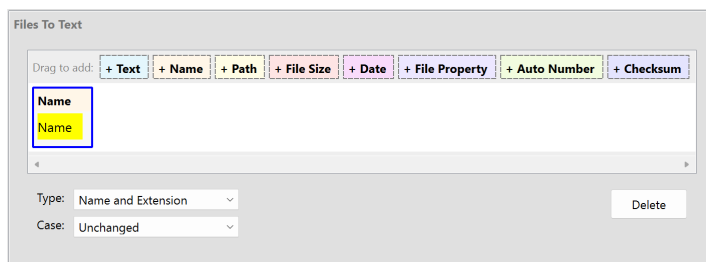 Files To Text
Drag to add: + Text + Name + Path + File Size + Date + File Property + Auto Number + Checksum
Name
Name
Type: Name and Extension
Delete
Case: Unchanged